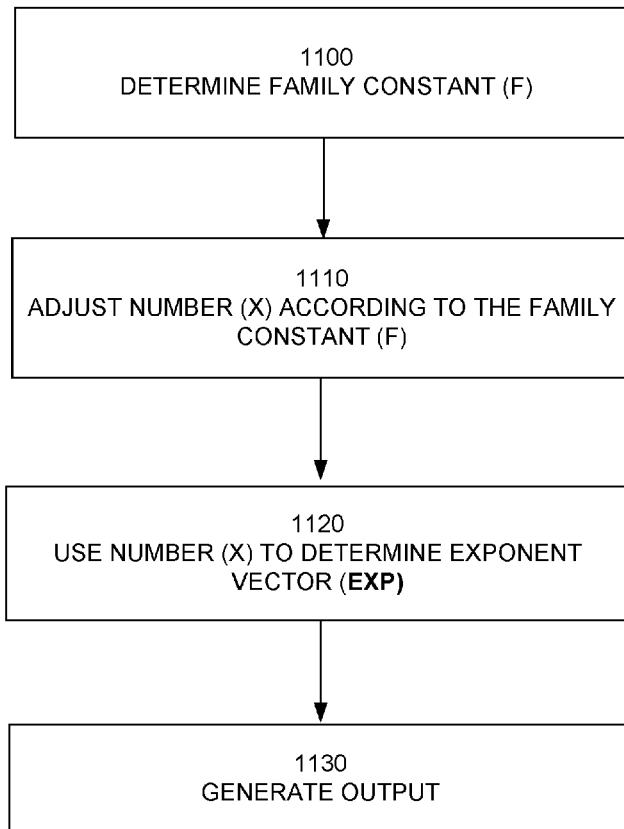 1100
DETERMINE FAMILY CONSTANT (F)
1110
ADJUST NUMBER (X) ACCORDING TO THE FAMILY
CONSTANT (F)
1120
USE NUMBER (X) TO DETERMINE EXPONENT
VECTOR (EXP)
1130
GENERATE OUTPUT